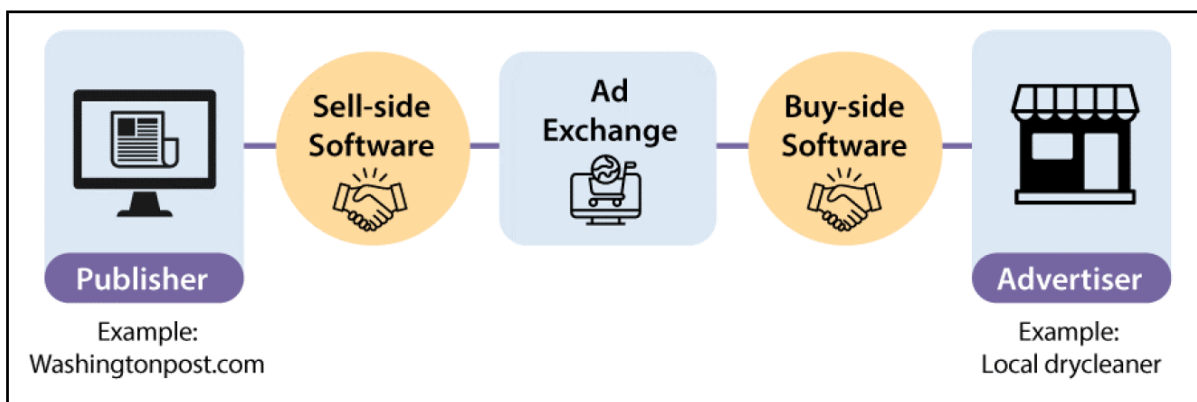 Sell-side
Software
Ad
Exchange
Buy-side
Software
Publisher
Advertiser
Example:
Washingtonpost.com
Example:
Local drycleaner